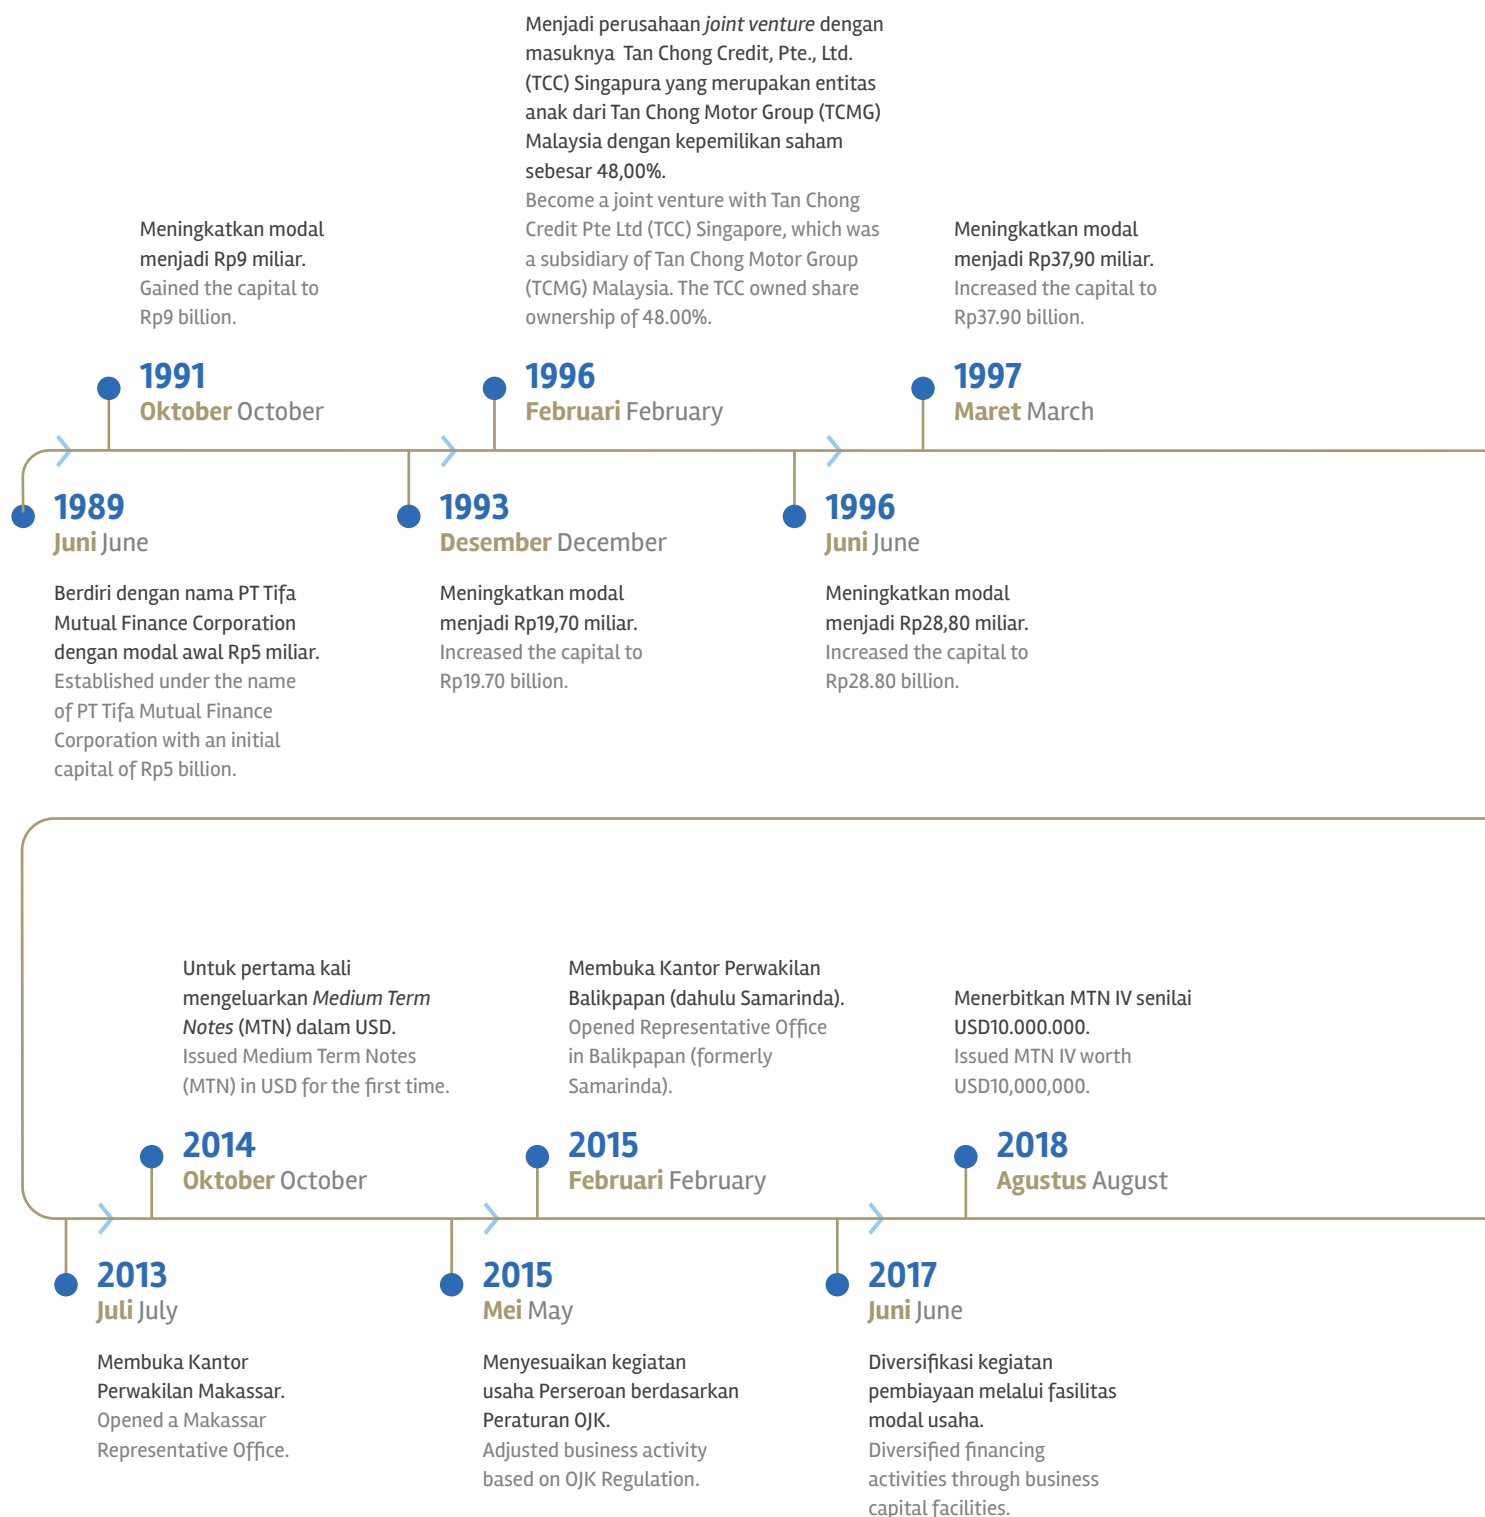 Menjadi perusahaan joint venture dengan
masuknya Tan Chong Credit, Pte., Ltd.
(TCC) Singapura yang merupakan entitas
anak dari Tan Chong Motor Group (TCMG)
Malaysia dengan kepemilikan saham
sebesar 48,00%.
Become a joint venture with Tan Chong
Credit Pte Ltd (TCC) Singapore, which was
a subsidiary of Tan Chong Motor Group
(TCMG) Malaysia. The TCC owned share
ownership of 48.00%.
Meningkatkan modal
menjadi Rp9 miliar.
Gained the capital to
Rp9 billion.
Meningkatkan modal
menjadi Rp37,90 miliar.
Increased the capital to
Rp37.90 billion.
1991
Oktober October
1996
Februari February
1997
Maret March
1989
Juni June
Berdiri dengan nama PT Tifa
Mutual Finance Corporation
dengan modal awal Rp5 miliar.
Established under the name
of PT Tifa Mutual Finance
Corporation with an initial
capital of Rp5 billion.
1993
Desember December
Meningkatkan modal
menjadi Rp19,70 miliar.
Increased the capital to
Rp19.70 billion.
1996
Juni June
Meningkatkan modal
menjadi Rp28,80 miliar.
Increased the capital to
Rp28.80 billion.
Untuk pertama kali
mengeluarkan Medium Term
Notes (MTN) dalam USD.
Issued Medium Term Notes
(MTN) in USD for the first time.
2014
Oktober October
Membuka Kantor Perwakilan
Balikpapan (dahulu Samarinda).
Opened Representative Office
in Balikpapan (formerly
Samarinda).
2015
Februari February
Menerbitkan MTN IV senilai
USD10.000.000.
Issued MTN IV worth
USD10,000,000.
2018
Agustus August
2013
Juli July
Membuka Kantor
Perwakilan Makassar.
Opened a Makassar
Representative Office.
2015
Mei May
Menyesuaikan kegiatan
usaha Perseroan berdasarkan
Peraturan OJK.
Adjusted business activity
based on OJK Regulation.
2017
Juni June
Diversifikasi kegiatan
pembiayaan melalui fasilitas
modal usaha.
Diversified financing
activities through business
capital facilities.